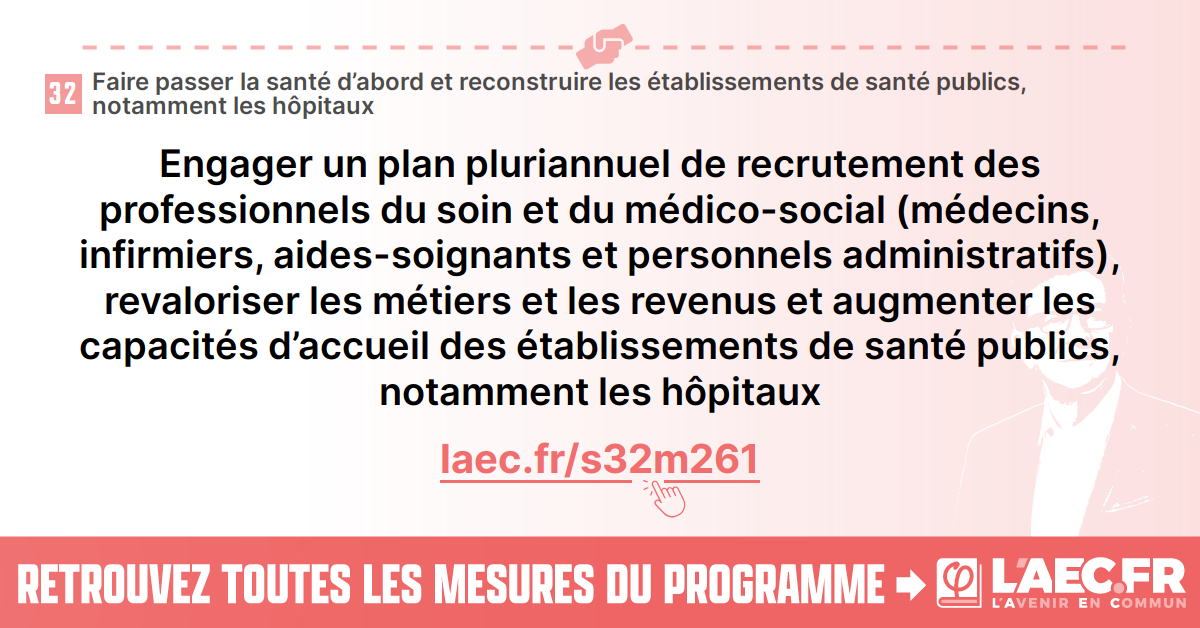 32
Faire passer la santé d’abord et reconstruire les établissements de santé publics,
notamment les hôpitaux
Engager un plan pluriannuel de recrutement des
professionnels du soin et du médico-social (médecins,
infirmiers, aides-soignants et personnels administratifs),
revaloriser les métiers et les revenus et augmenter les
capacités d’accueil des établissements de santé publics,
notamment les hôpitaux
laec.fr/s32m261
RETROUVEZ TOUTES LES MESURES DU PROGRAMME
φ
L'AEC.FR
L'AVENIR EN COMMUN